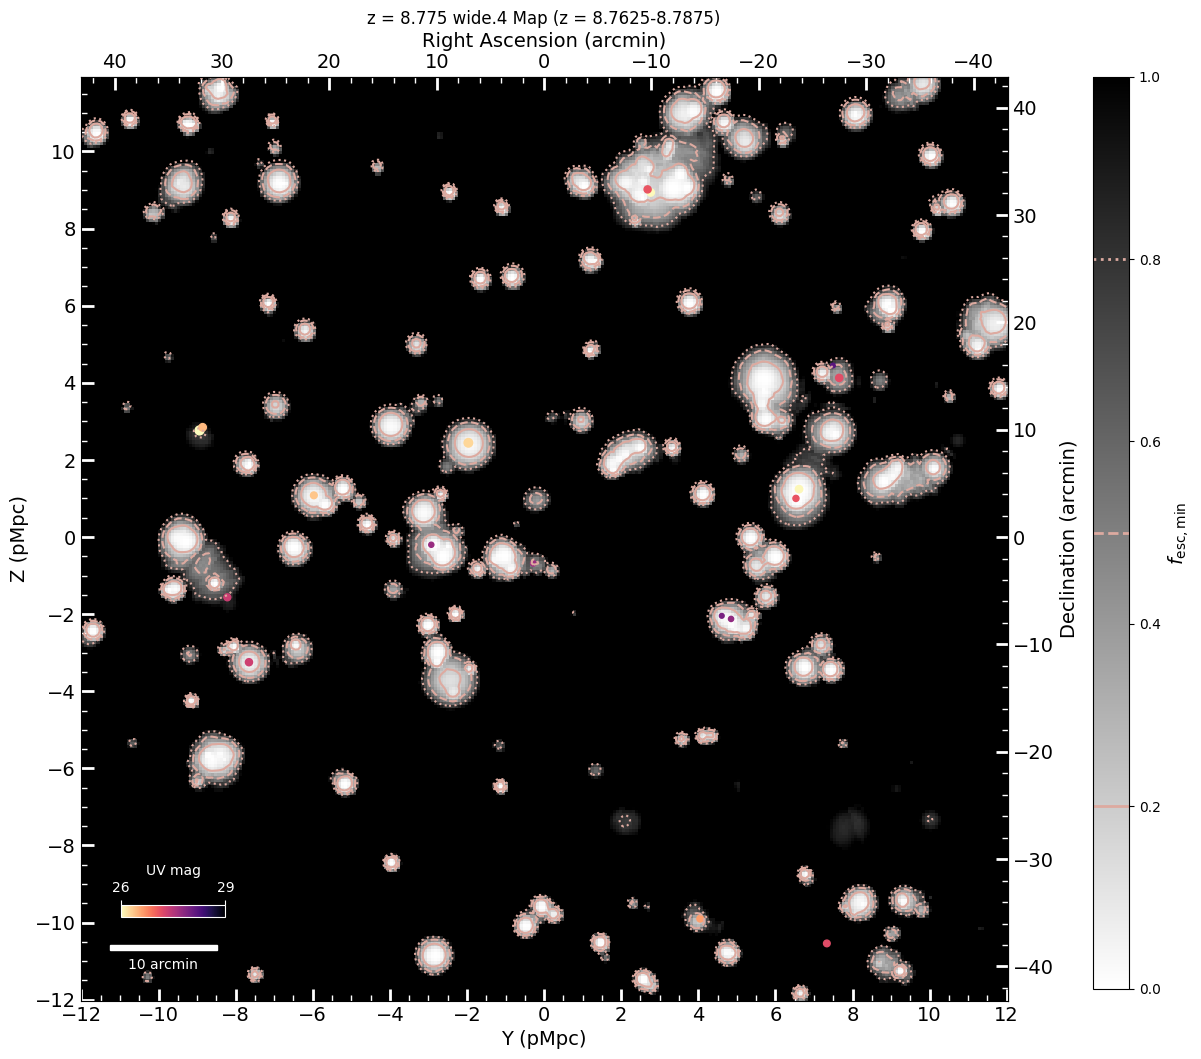 z = 8.775 wide.4 Map (z = 8.7625-8.7875)
Right Ascension (arcmin)
40 30 20 10 0 −10 −20 −30 −40
10
8
6
4
2
0
−2
−4
−6
−8
−10
−12
Z (pMpc)
UV mag
26 29
10 arcmin
−12 −10 −8 −6 −4 −2 0 2 4 6 8 10 12
Y (pMpc)
40
30
20
10
0
−10
−20
−30
−40
Declination (arcmin)
1.0
0.8
0.6
0.4
0.2
0.0
fesc,min